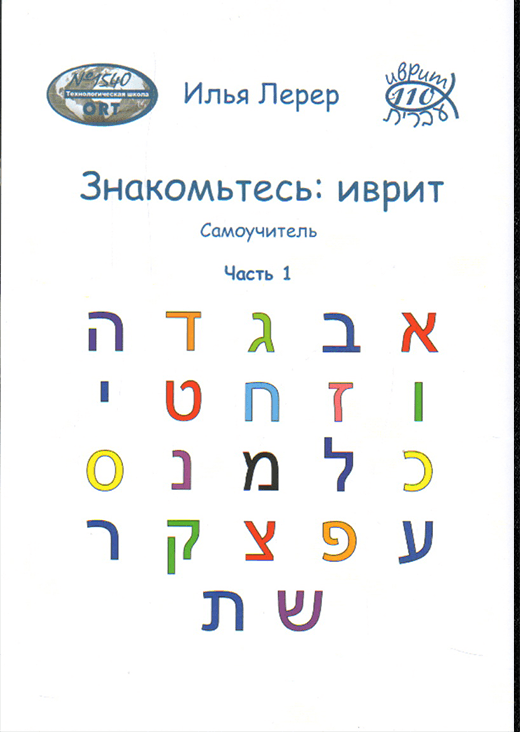 №1540
Технологическая школа
ORT
Илья Лерер
иврит
110
עברית
Знакомьтесь: иврит
Самоучитель
Часть 1
א ב ג ד ה
ו ז ח ט י
כ ל מ נ ס
ע פ צ ק ר
ש ת